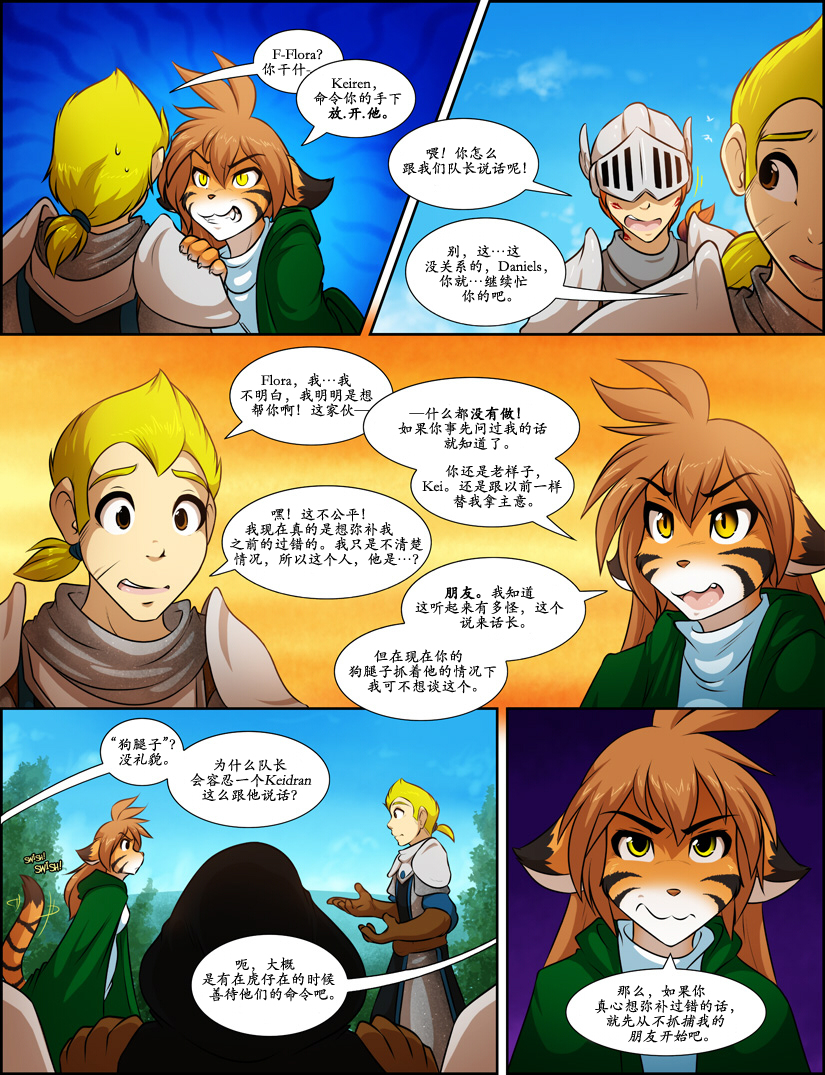 F-Flora?
你干什-
Keiren,
命令你的手下
放.开.他。
喂！你怎么
跟我们队长说话呢！
别，这…这
没关系的，Daniels，
你就…继续忙
你的吧。
Flora，我…我
不明白，我明明是想
帮你啊！这家伙—
—什么都没有做！
如果你事先问过我的话
就知道了。
你还是老样子，
Kei。还是跟以前一样
替我拿主意。
嘿！这不公平！
我现在真的是想弥补我
之前的过错的。我只是不清楚
情况，所以这个人，他是…？
朋友。我知道
这听起来有多怪，这个
说来话长。
但在现在你的
狗腿子抓着他的情况下
我可不想谈这个。
“狗腿子”？
没礼貌。
为什么队长
会容忍一个Keidran
这么跟他说话？
SWISH!
SWISH!
呃，大概
是有在虎仔在的时候
善待他们的命令吧。
那么，如果你
真心想弥补过错的话，
就先从不抓捕我的
朋友开始吧。